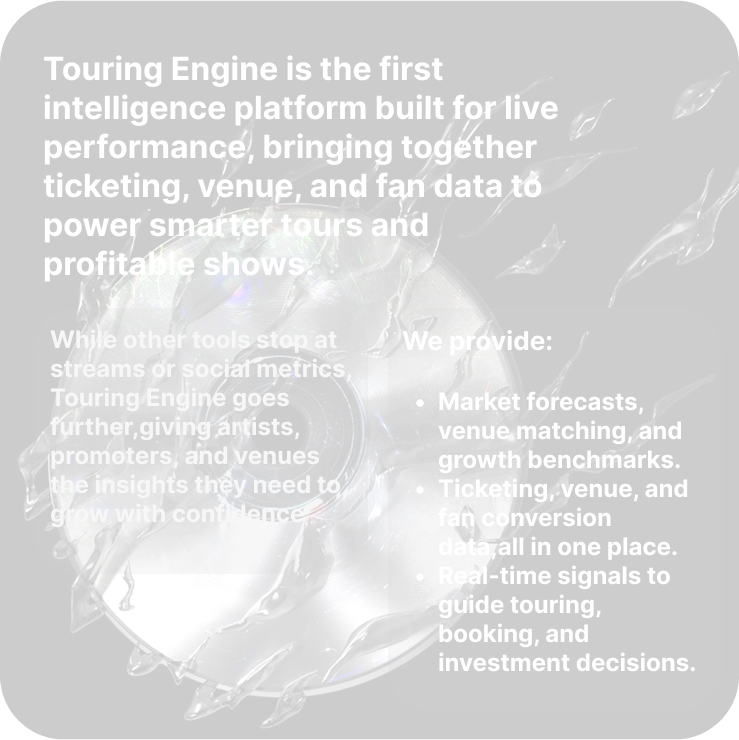 Touring Engine is the first
intelligence platform built for live
performance, bringing together
ticketing, venue, and fan data to
power smarter tours and
profitable shows.
While other tools stop at
streams or social metrics,
Touring Engine goes
further,giving artists,
promoters, and venues
the insights they need to
grow with confidence.
We provide:
• Market forecasts,
venue matching, and
growth benchmarks.
• Ticketing, venue, and
fan conversion
data,all in one place.
• Real-time signals to
guide touring,
booking, and
investment decisions.